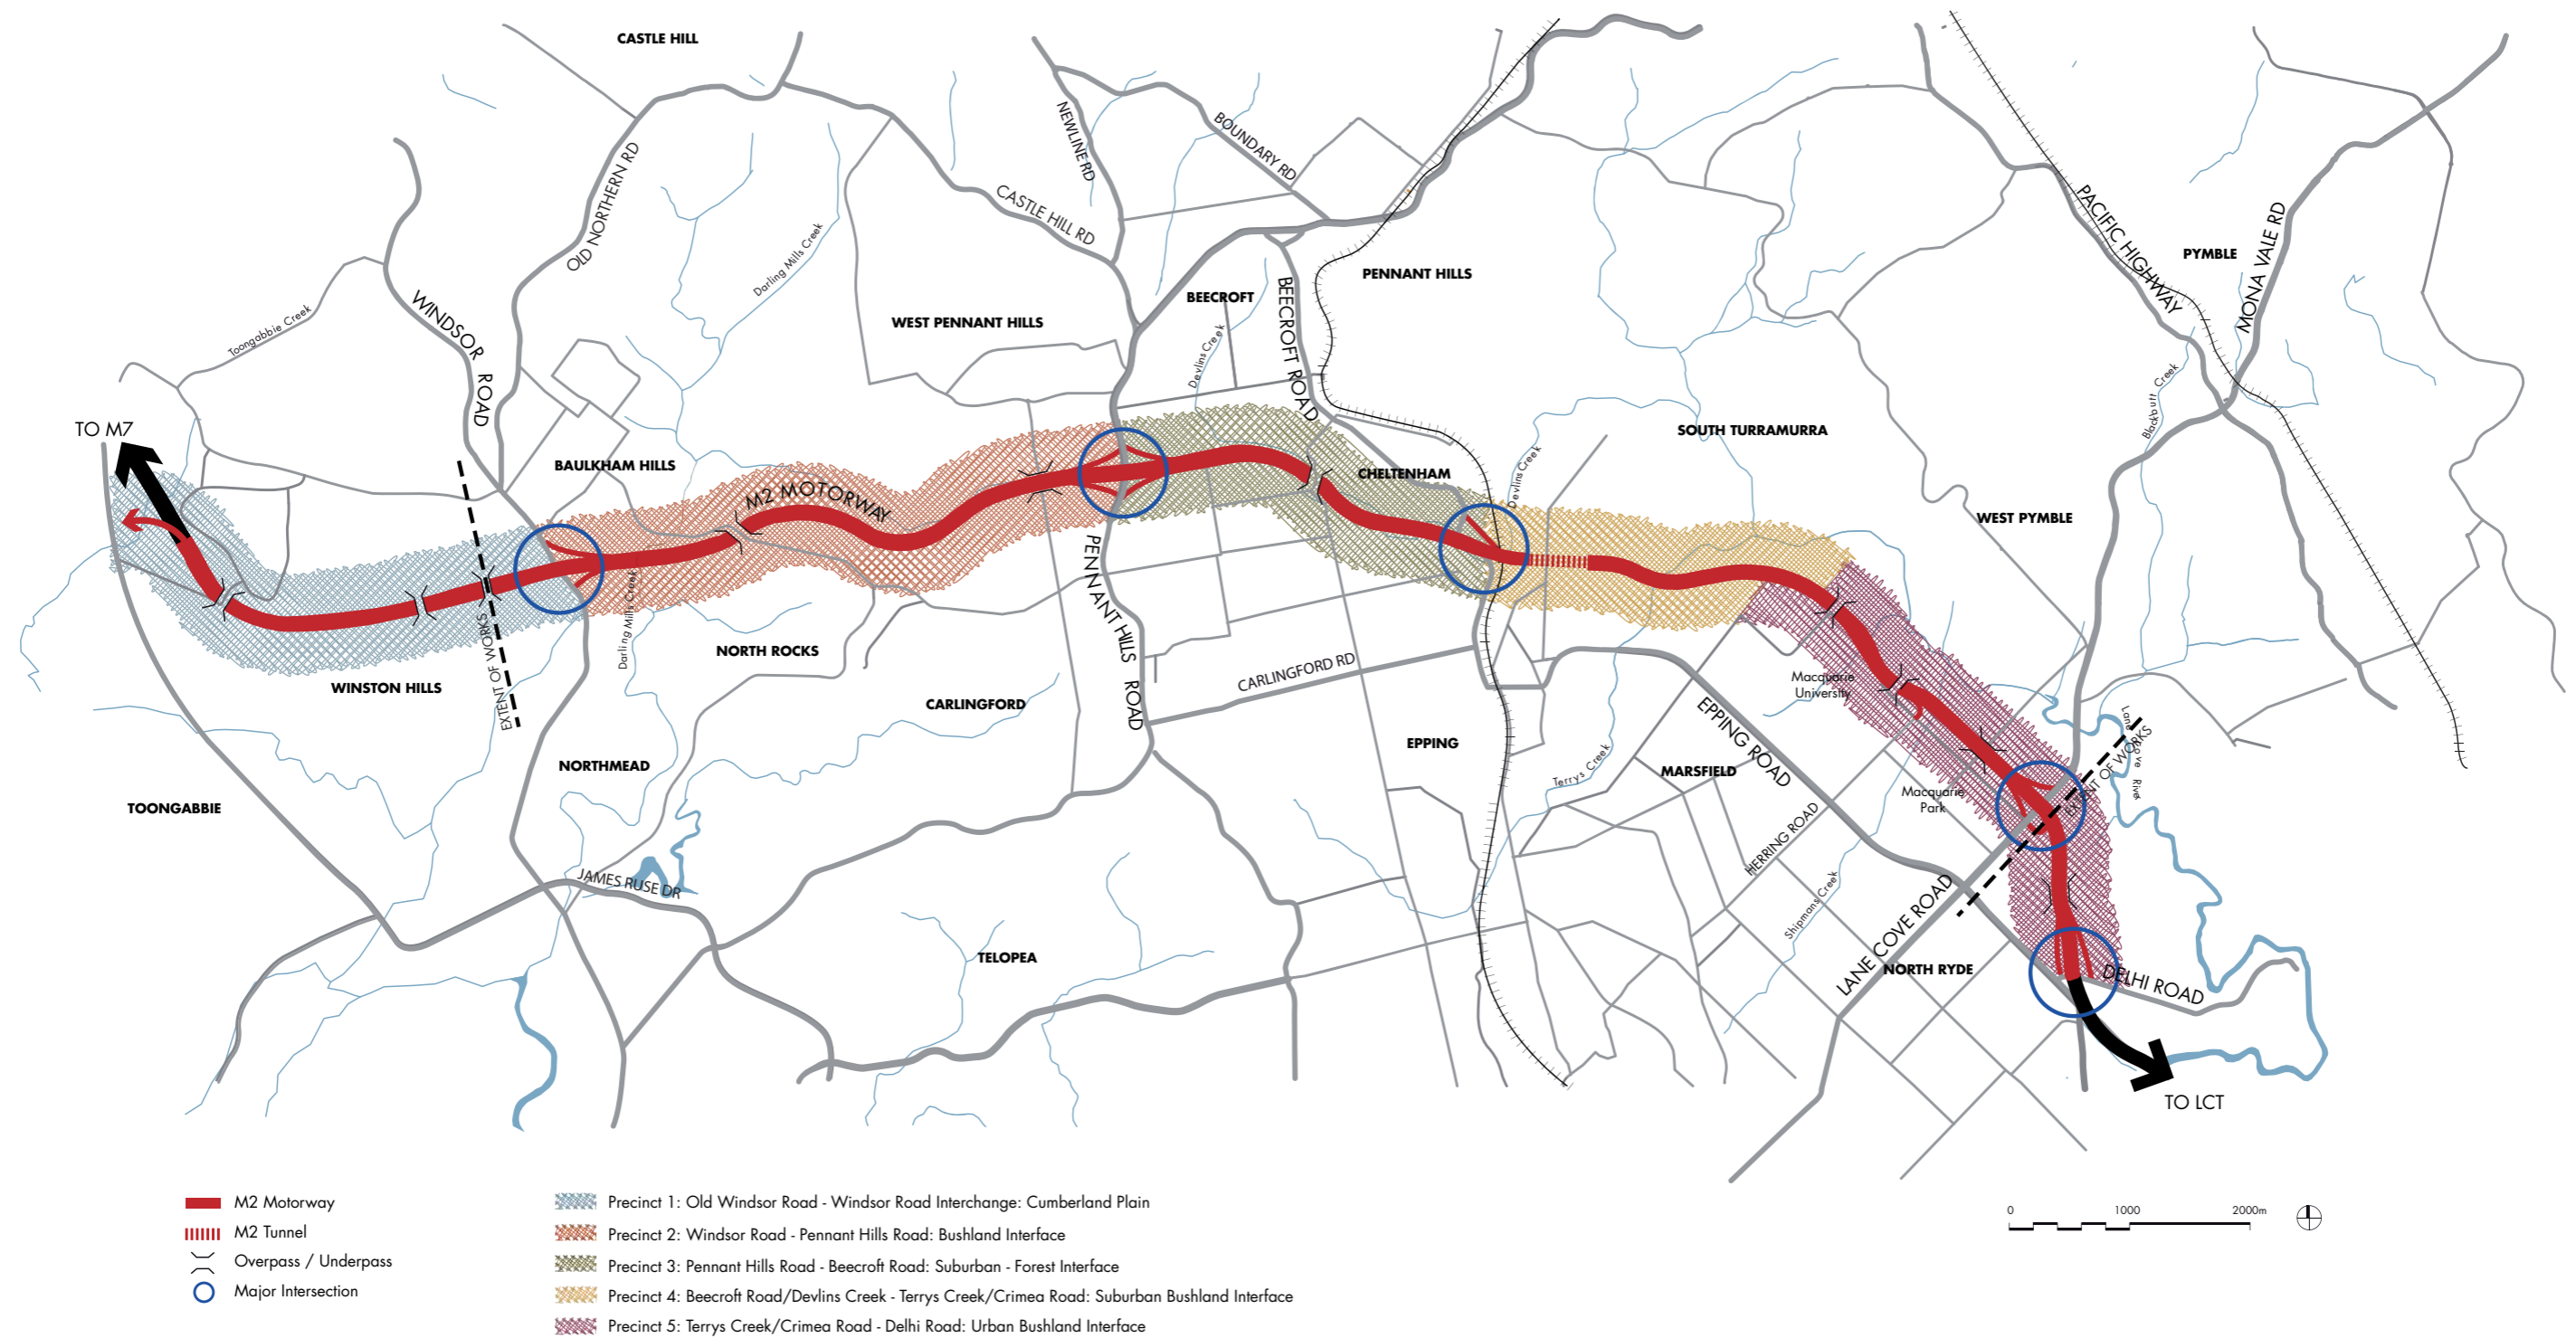 CASTLE HILL
OLD NORTHERN RD
NEWLINE RD
BOUNDARY RD
CASTLE HILL RD
Darling Mills Creek
Toongabbie Creek
WINDSOR ROAD
WEST PENNANT HILLS
BEECROFT
BEECROFT ROAD
PENNANT HILLS
Devlins Creek
PACIFIC HIGHWAY
PYMBLE
MONA VALE RD
Blackbutt Creek
TO M7
BAULKHAM HILLS
M2 MOTORWAY
CHELTENHAM
Devlins Creek
SOUTH TURRAMURRA
WEST PYMBLE
EXTENT OF WORKS
Darling Mills Creek
WINSTON HILLS
NORTH ROCKS
PENNANT HILLS ROAD
CARLINGFORD RD
CARLINGFORD
NORTHMEAD
TOONGABBIE
EPPING
Terrys Creek
EPPING ROAD
MARSFIELD
HERRING ROAD
Shipmans Creek
Macquarie
University
Macquarie
Park
EXTENT OF WORKS
Lane Cove River
JAMES RUSE DR
TELOPEA
LANE COVE ROAD
NORTH RYDE
DELHI ROAD
TO LCT
M2 Motorway
M2 Tunnel
Overpass / Underpass
Major Intersection
Precinct 1: Old Windsor Road - Windsor Road Interchange: Cumberland Plain
Precinct 2: Windsor Road - Pennant Hills Road: Bushland Interface
Precinct 3: Pennant Hills Road - Beecroft Road: Suburban - Forest Interface
Precinct 4: Beecroft Road/Devlins Creek - Terrys Creek/Crimea Road: Suburban Bushland Interface
Precinct 5: Terrys Creek/Crimea Road - Delhi Road: Urban Bushland Interface
0 1000 2000m